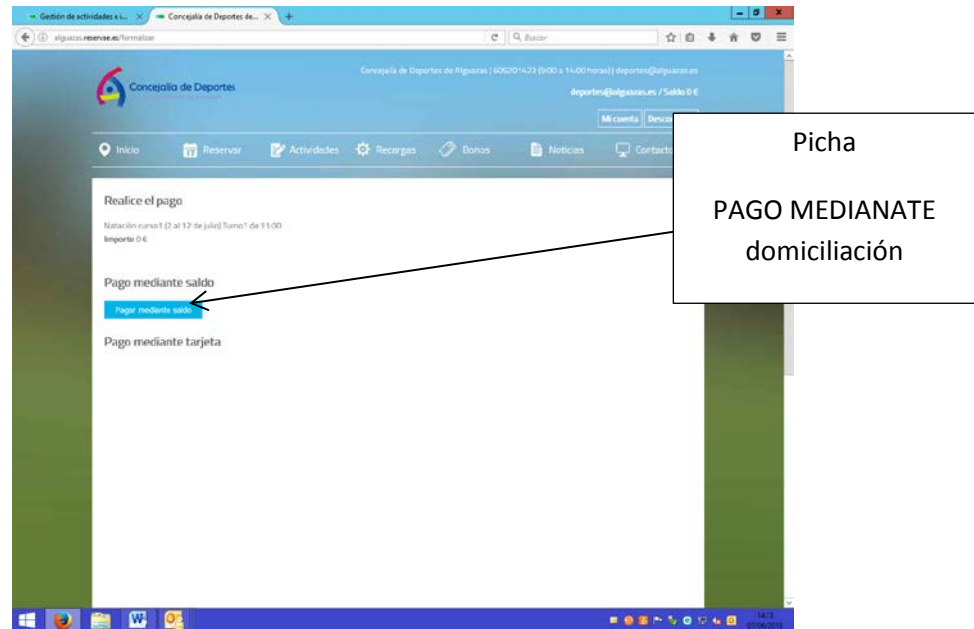 Gestión de actividades e i...
Concejalía de Deportes de...
alguazas.reservae.es/formalizar
Buscar
Concejalía de Deportes
Concejalía de Deportes de Alguazas | 606201423 (9:00 a 14:00 horas) | deportes@alguazas.es
deportes@alguazas.es / Saldo 0 €
Mi cuenta
Inicio
Reservar
Actividades
Recargas
Bonos
Noticias
Realice el pago
Natación curso1 (2 al 12 de julio) Turno1 de 11:00
Importe 0 €
Pago mediante saldo
Pagar mediante saldo
Pago mediante tarjeta
Picha
PAGO MEDIANATE
domiciliación